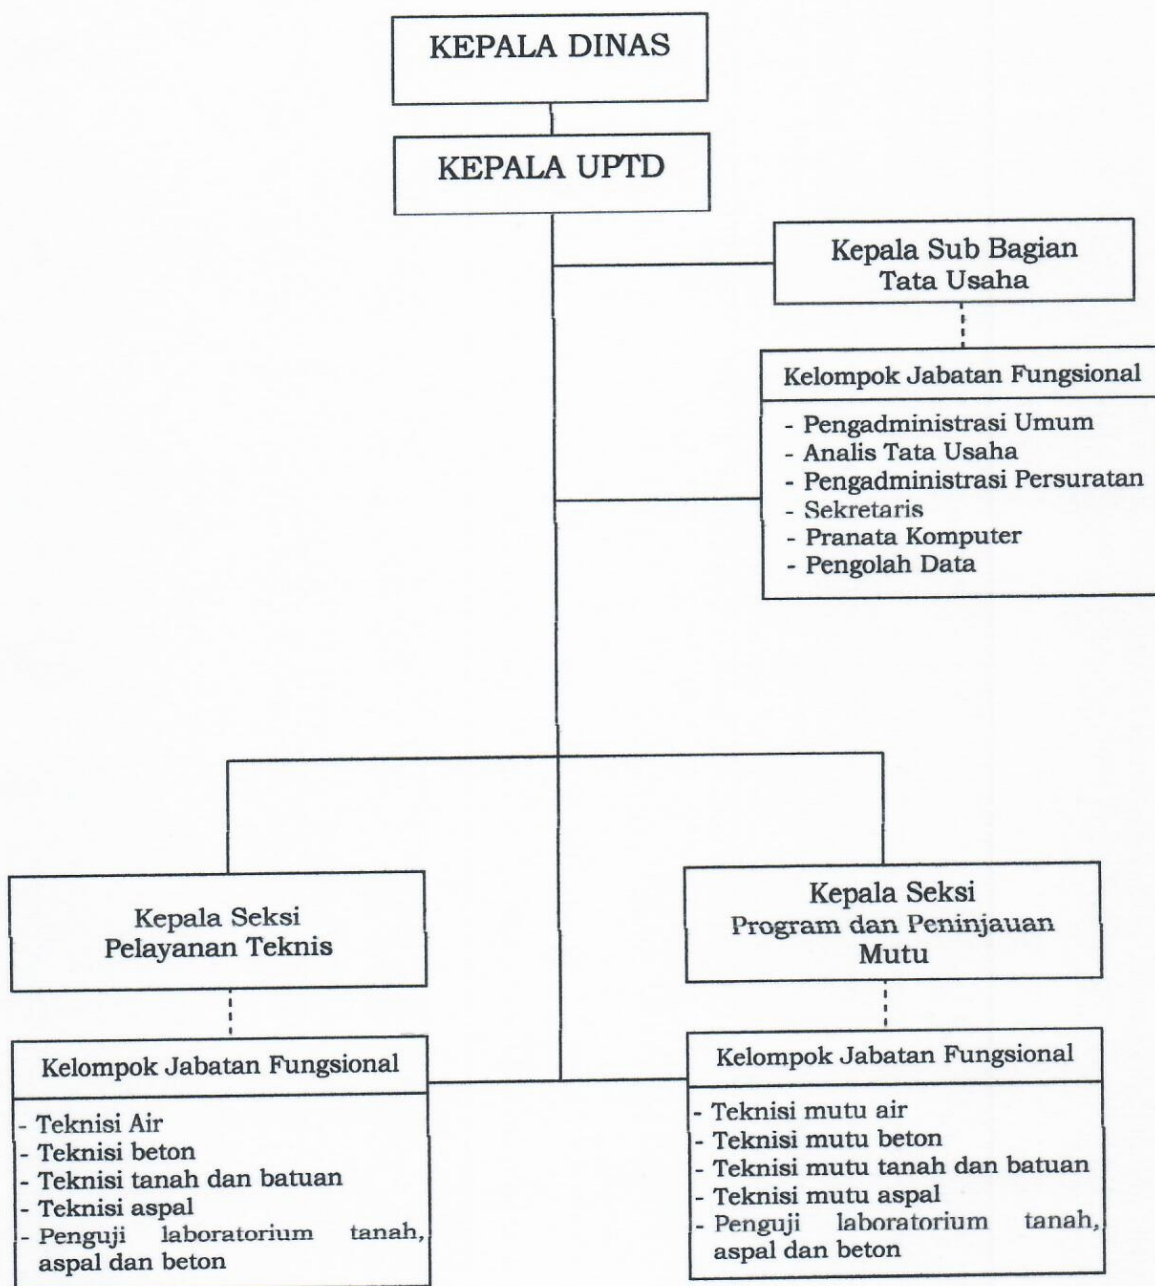 KEPALA DINAS
KEPALA UPTD
Kepala Sub Bagian
Tata Usaha
Kelompok Jabatan Fungsional
- Pengadministrasi Umum
- Analis Tata Usaha
- Pengadministrasi Persuratan
- Sekretaris
- Pranata Komputer
- Pengolah Data
Kepala Seksi
Pelayanan Teknis
Kelompok Jabatan Fungsional
- Teknisi Air
- Teknisi beton
- Teknisi tanah dan batuan
- Teknisi aspal
- Penguji laboratorium tanah,
aspal dan beton
Kepala Seksi
Program dan Peninjauan
Mutu
Kelompok Jabatan Fungsional
- Teknisi mutu air
- Teknisi mutu beton
- Teknisi mutu tanah dan batuan
- Teknisi mutu aspal
- Penguji laboratorium tanah,
aspal dan beton